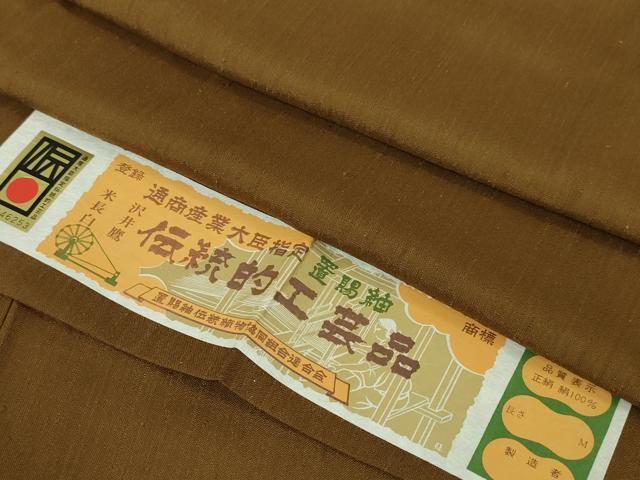 伝
46253
登録
通商産業大臣指定
米 沢
長 井
白 鷹
伝統的工芸品
置賜紬
置賜紬伝統織物協同組合連合会
商標
品質表示
正絹 絹100%
長さ M
製造者